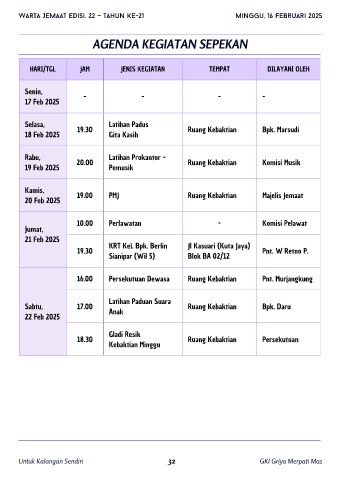 WARTA JEMAAT EDISI. 22 – TAHUN KE-21 MINGGU, 16 FEBRUARI 2025
AGENDA KEGIATAN SEPEKAN
HARI/TGL JAM JENIS KEGIATAN TEMPAT DILAYANI OLEH
Senin,
17 Feb 2025 - - - -
Selasa,
18 Feb 2025 19.30 Latihan Padus
Gita Kasih Ruang Kebaktian Bpk. Marsudi
Rabu,
19 Feb 2025 20.00 Latihan Prokantor -
Pemusik Ruang Kebaktian Komisi Musik
Kamis,
20 Feb 2025 19.00 PMJ Ruang Kebaktian Majelis Jemaat
Jumat,
21 Feb 2025 10.00 Perlawatan - Komisi Pelawat
19.30 KRT Kel. Bpk. Berlin
Sianipar (Wil 5) Jl Kasuari (Kuta Jaya)
Blok BA 02/12 Pnt. W Retno P.
Sabtu,
22 Feb 2025 16.00 Persekutuan Dewasa Ruang Kebaktian Pnt. Murjangkung
17.00 Latihan Paduan Suara
Anak Ruang Kebaktian Bpk. Daru
18.30 Gladi Resik
Kebaktian Minggu Ruang Kebaktian Persekutuan
Untuk Kalangan Sendiri 32 GKI Griya Merpati Mas